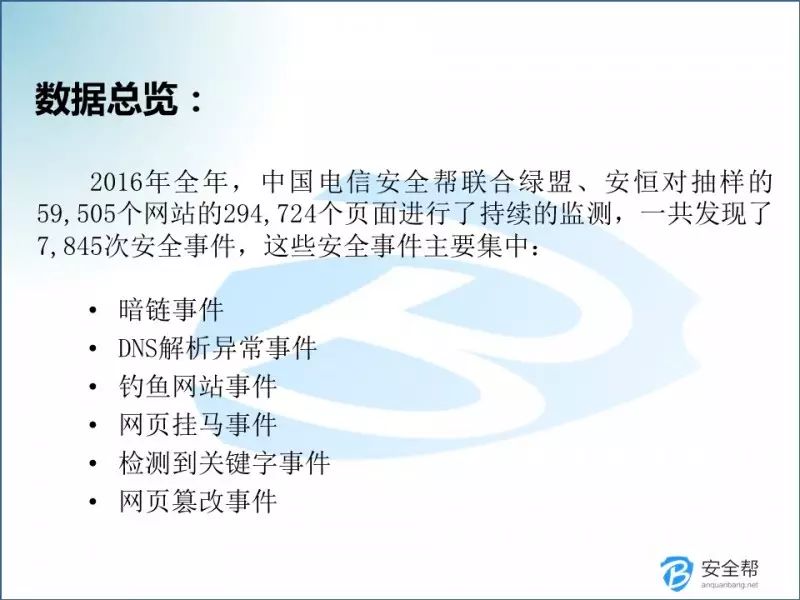 数据总览：
2016年全年，中国电信安全帮联合绿盟、安恒对抽样的
59,505个网站的294,724个页面进行了持续的监测，一共发现了
7,845次安全事件，这些安全事件主要集中：
• 暗链事件
• DNS解析异常事件
• 钓鱼网站事件
• 网页挂马事件
• 检测到关键字事件
• 网页篡改事件
安全帮
anquanbang.net